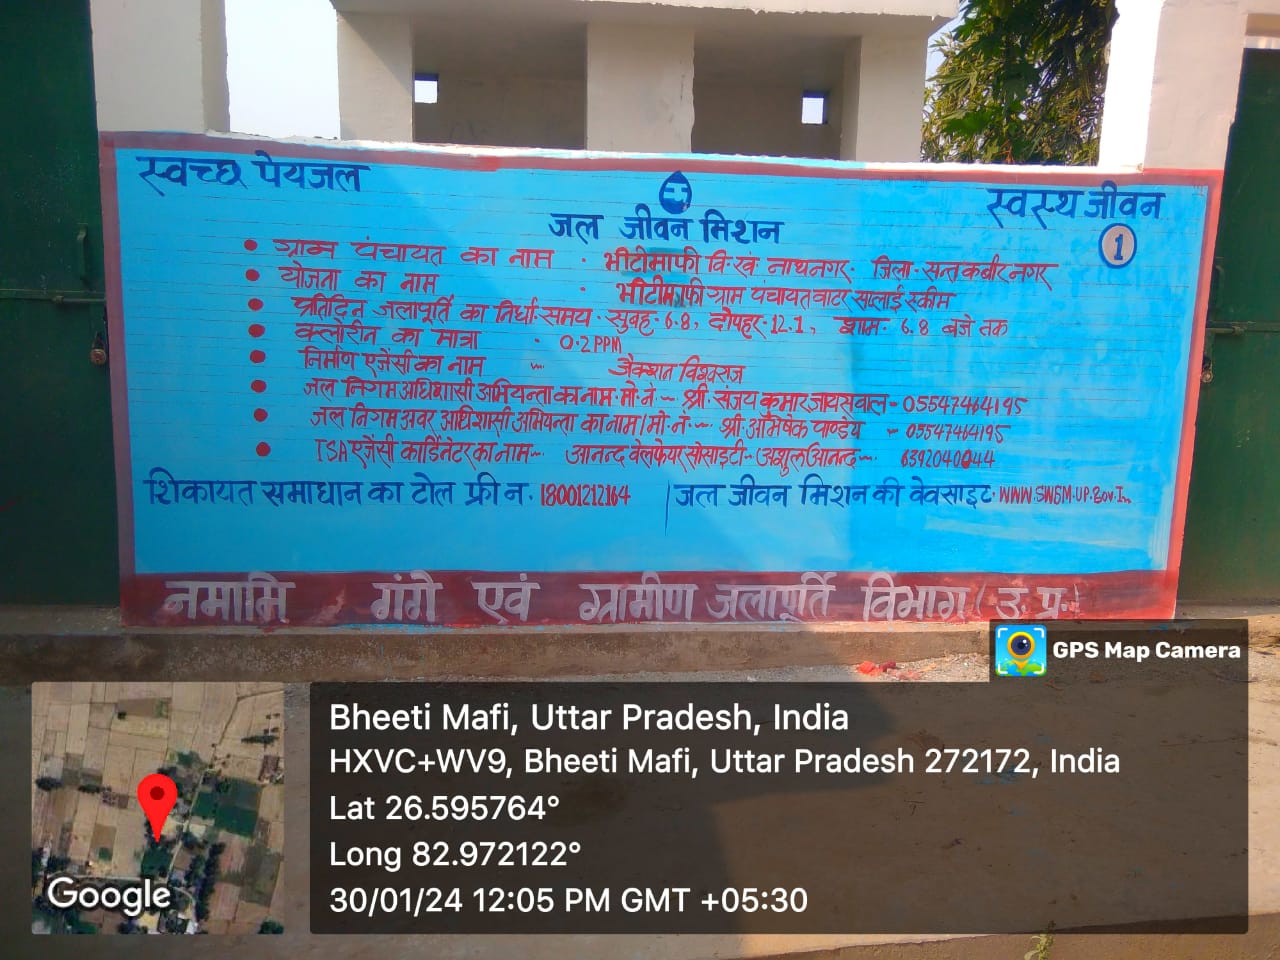 स्वच्छ पेयजल
स्वस्थ जीवन
जल जीवन मिशन
1
• ग्राम पंचायत का नाम - भीटीमाफी वि.खं. नाथनगर. जिला. सन्तकबीर नगर
• योजना का नाम - भीटीमाफी ग्राम पंचायत वाटर सप्लाई स्कीम
• प्रतिदिन जलापूर्ति का निर्धा. समय. सुबह-6.8, दोपहर-12.1, शाम- 6.8 बजे तक
• क्लोरीन का मात्रा - 0.2 PPM
• निर्माण एजेंसी का नाम " जैक्शन विश्वराज
• जल निगम अधिशासी अभियन्ता का नाम. मो. नं. - श्री. संजय कुमार जायसवाल - 05547464195
• जल निगम अवर अधिशासी अभियन्ता का नाम / मो. नं. - श्री. अभिषेक पाण्डेय - 05547464195
• ISA एजेंसी कार्डिनेटर का नाम - आनन्द वेलफेयर सोसाइटी - अंशुल आनन्द - 6392040044
शिकायत समाधान का टोल फ्री न. 18001212164 | जल जीवन मिशन की वेवसाइट. WWW.SWSM.UP.Gov.In
नमामि गंगे एवं ग्रामीण जलापूर्ति विभाग (उ. प्र.)
GPS Map Camera
Bheeti Mafi, Uttar Pradesh, India
HXVC+WV9, Bheeti Mafi, Uttar Pradesh 272172, India
Lat 26.595764°
Long 82.972122°
30/01/24 12:05 PM GMT +05:30
Google